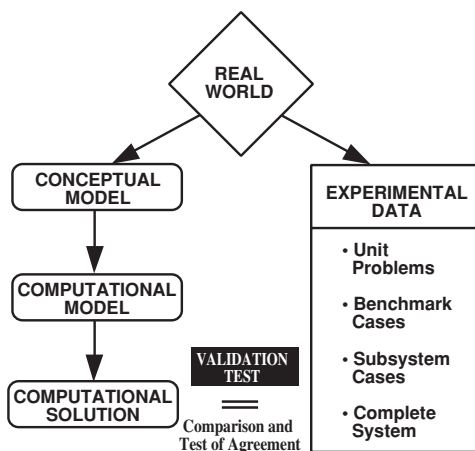 REAL
WORLD
CONCEPTUAL
MODEL
COMPUTATIONAL
MODEL
COMPUTATIONAL
SOLUTION
VALIDATION
TEST
Comparison and
Test of Agreement
EXPERIMENTAL
DATA
• Unit
Problems
• Benchmark
Cases
• Subsystem
Cases
• Complete
System